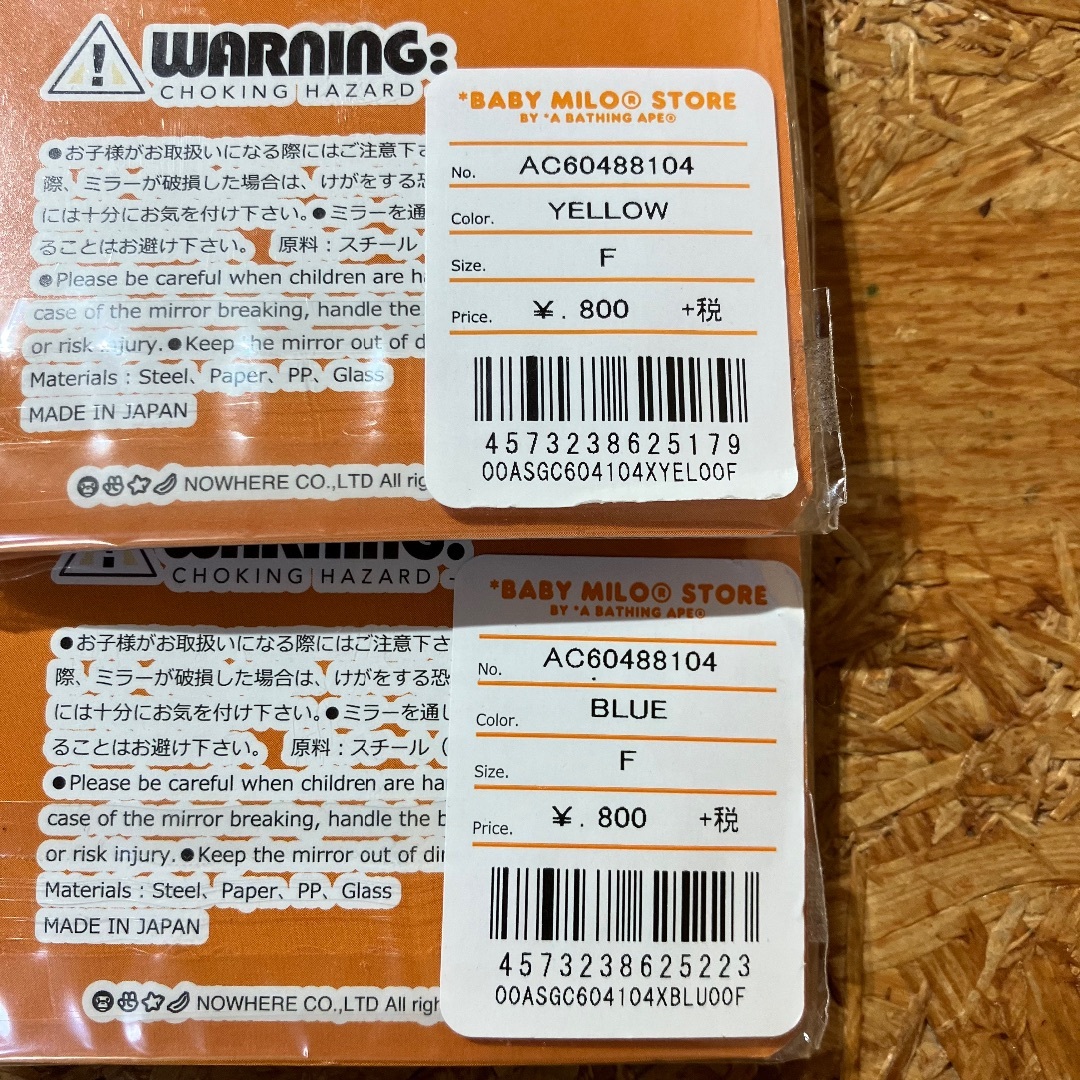 WARNING:
CHOKING HAZARD
●お子様がお取扱いになる際にはご注意下さ
際、ミラーが破損した場合は、けがをする恐
には十分にお気を付け下さい。●ミラーを通
ることはお避け下さい。 原料：スチール
●Please be careful when children are ha
case of the mirror breaking, handle the
or risk injury.●Keep the mirror out of d
Materials : Steel、Paper、PP、Glass
MADE IN JAPAN
NOWHERE CO.,LTD All rig
*BABY MILO® STORE
BY *A BATHING APE®
No. AC60488104
Color. YELLOW
Size. F
Price. ¥. 800 +税
4573238625179
00ASGC604104XYEL00F
WARNING:
CHOKING HAZARD -
●お子様がお取扱いになる際にはご注意下さ
際、ミラーが破損した場合は、けがをする恐
には十分にお気を付け下さい。●ミラーを通し
ることはお避け下さい。 原料：スチール（
●Please be careful when children are ha
case of the mirror breaking, handle the b
or risk injury.●Keep the mirror out of dir
Materials : Steel、Paper、PP、Glass
MADE IN JAPAN
NOWHERE CO.,LTD All righ
*BABY MILO® STORE
BY *A BATHING APE®
No. AC60488104
Color. BLUE
Size. F
Price. ¥. 800 +税
4573238625223
00ASGC604104XBLU00F